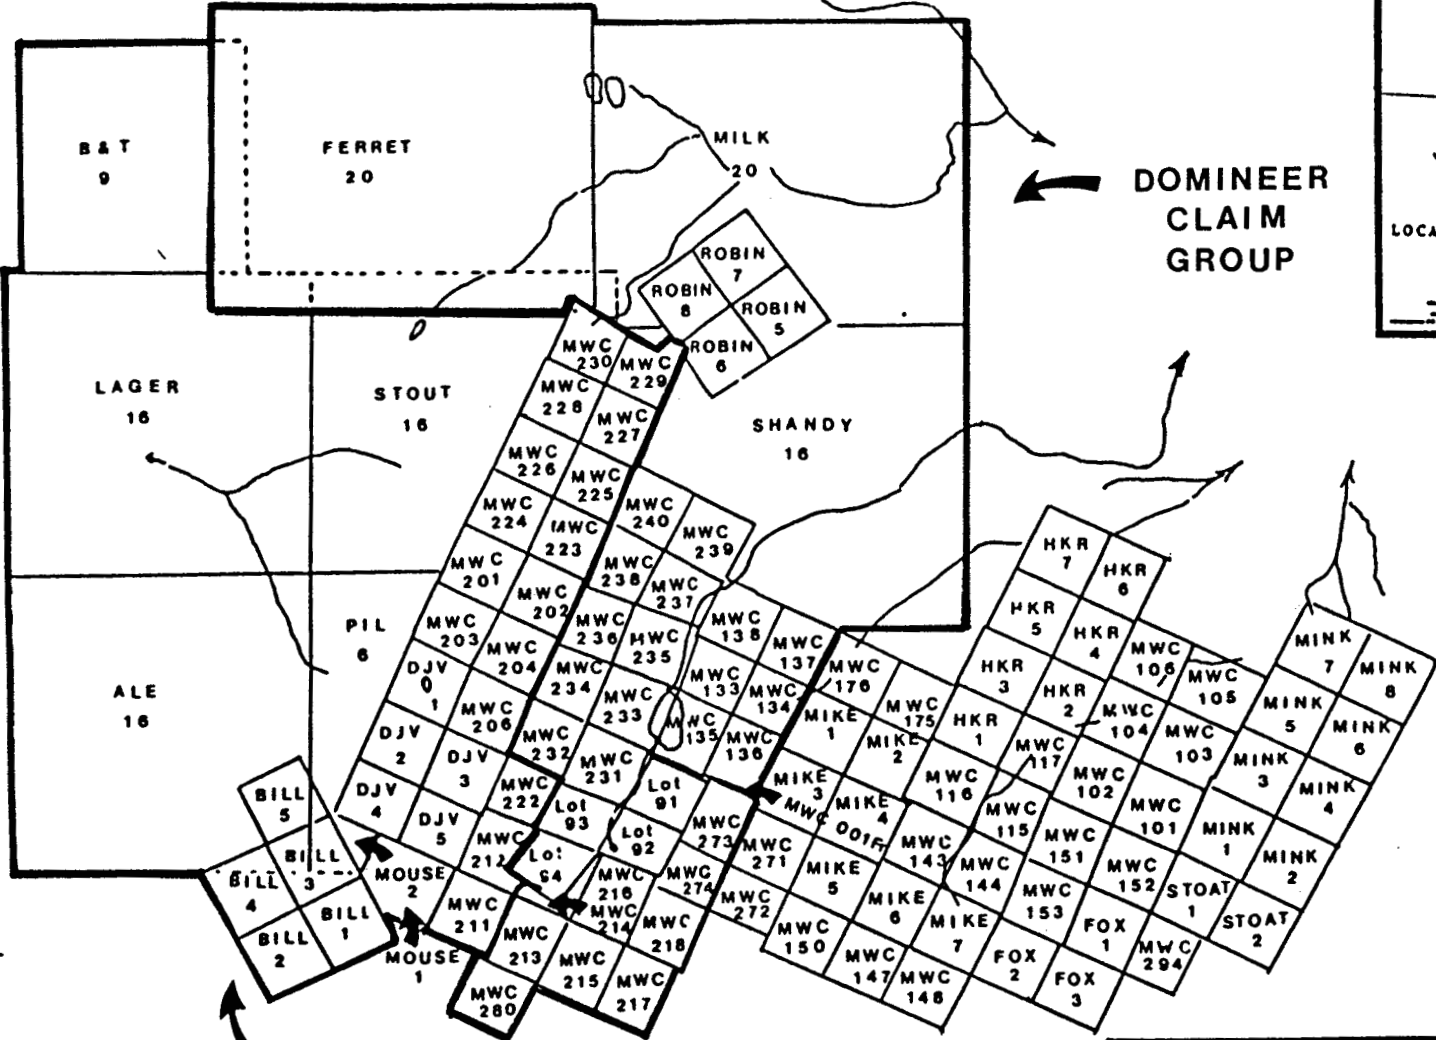 B & T
9
FERRET
20
MILK
20
DOMINEER
CLAIM
GROUP
LOCA
ROBIN
7
ROBIN
8
ROBIN
5
ROBIN
6
LAGER
16
STOUT
16
SHANDY
16
MWC
230
MWC
229
MWC
228
MWC
227
MWC
226
MWC
225
MWC
224
MWC
223
MWC
240
MWC
239
MWC
201
MWC
202
MWC
238
MWC
237
MWC
203
MWC
204
MWC
236
MWC
235
MWC
138
MWC
137
PIL
6
ALE
16
DJV
1
MWC
206
MWC
234
MWC
233
MWC
133
MWC
134
MWC
135
MWC
136
MWC
176
MWC
175
DJV
2
DJV
3
MWC
232
MWC
231
MIKE
1
MIKE
2
HKR
7
HKR
6
HKR
5
HKR
4
HKR
3
HKR
2
HKR
1
MWC
106
MWC
105
MWC
104
MWC
103
MINK
7
MINK
8
MINK
5
MINK
6
MINK
3
MINK
4
MINK
1
MINK
2
BILL
5
DJV
4
DJV
5
MWC
222
Lot
93
Lot
91
Lot
92
MWC
273
MIKE
3
MIKE
4
MWC 001Fr
MWC
116
MWC
117
MWC
115
MWC
102
MWC
101
BILL
3
BILL
4
BILL
1
BILL
2
MOUSE
2
MOUSE
1
MWC
MWC
211
Lot
94
MWC
216
MWC
214
MWC
274
MWC
271
MWC
272
MIKE
5
MIKE
6
MIKE
7
MWC
143
MWC
144
MWC
151
MWC
152
MWC
153
STOAT
1
STOAT
2
FOX
1
FOX
2
FOX
3
MWC
294
MWC
213
MWC
215
MWC
218
MWC
217
MWC
280
MWC
150
MWC
147
MWC
148